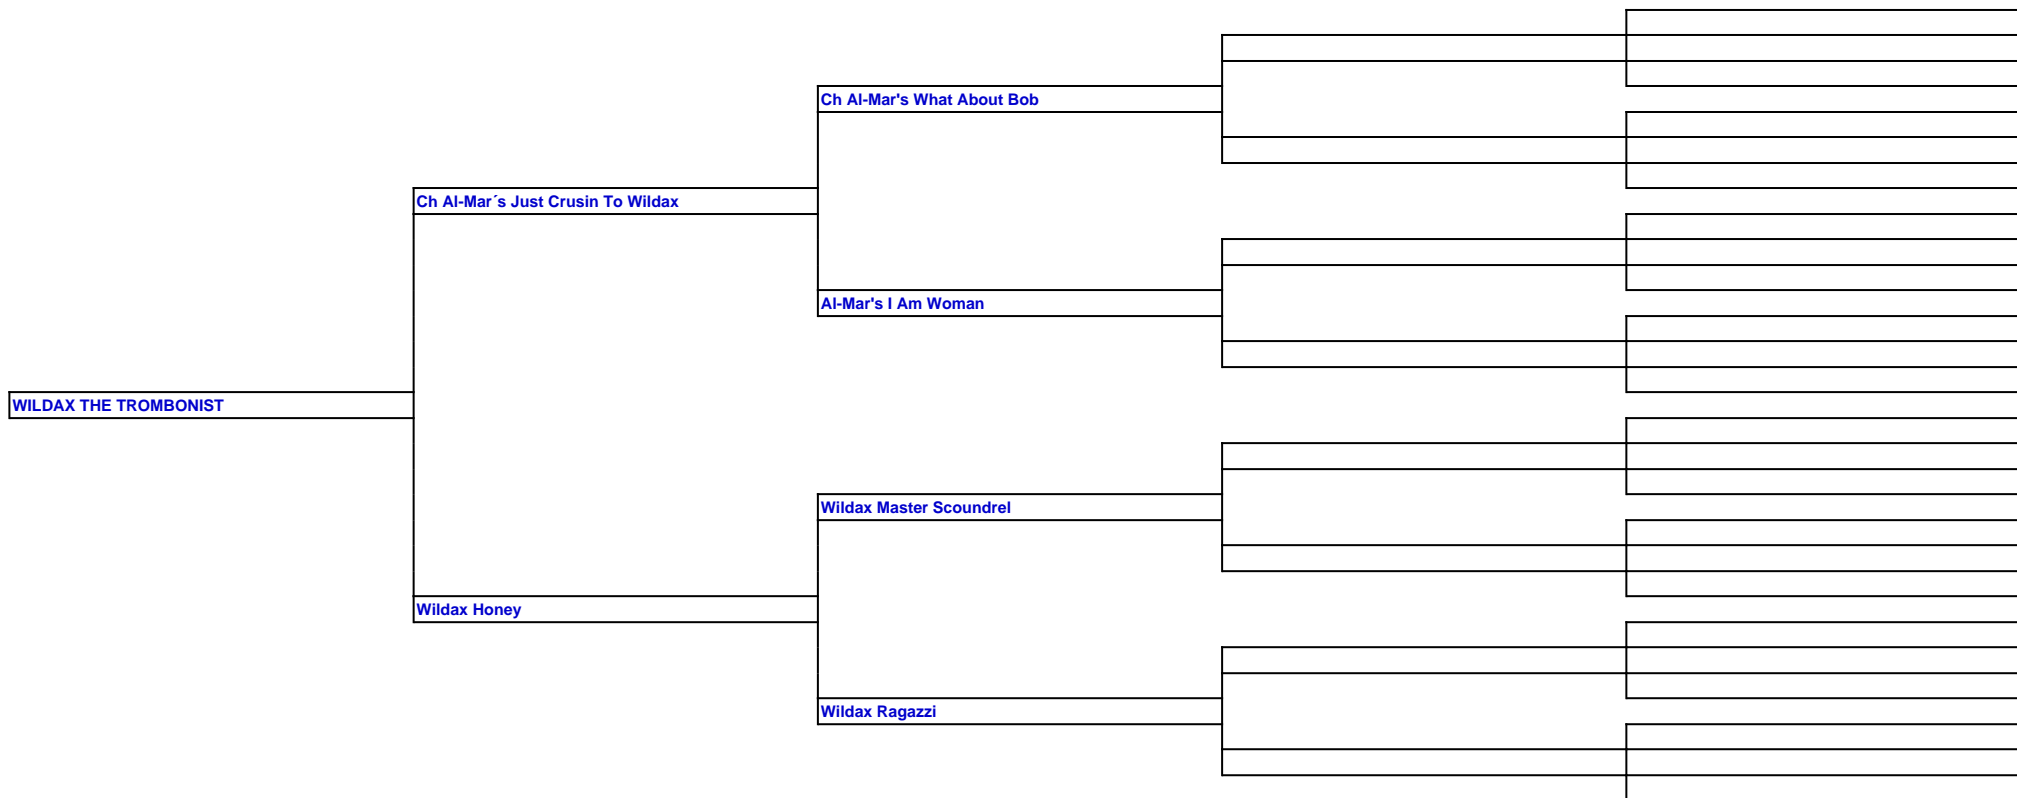 Ch Al-Mar's What About Bob
Ch Al-Mar´s Just Crusin To Wildax
Al-Mar's I Am Woman
WILDAX THE TROMBONIST
Wildax Master Scoundrel
Wildax Honey
Wildax Ragazzi